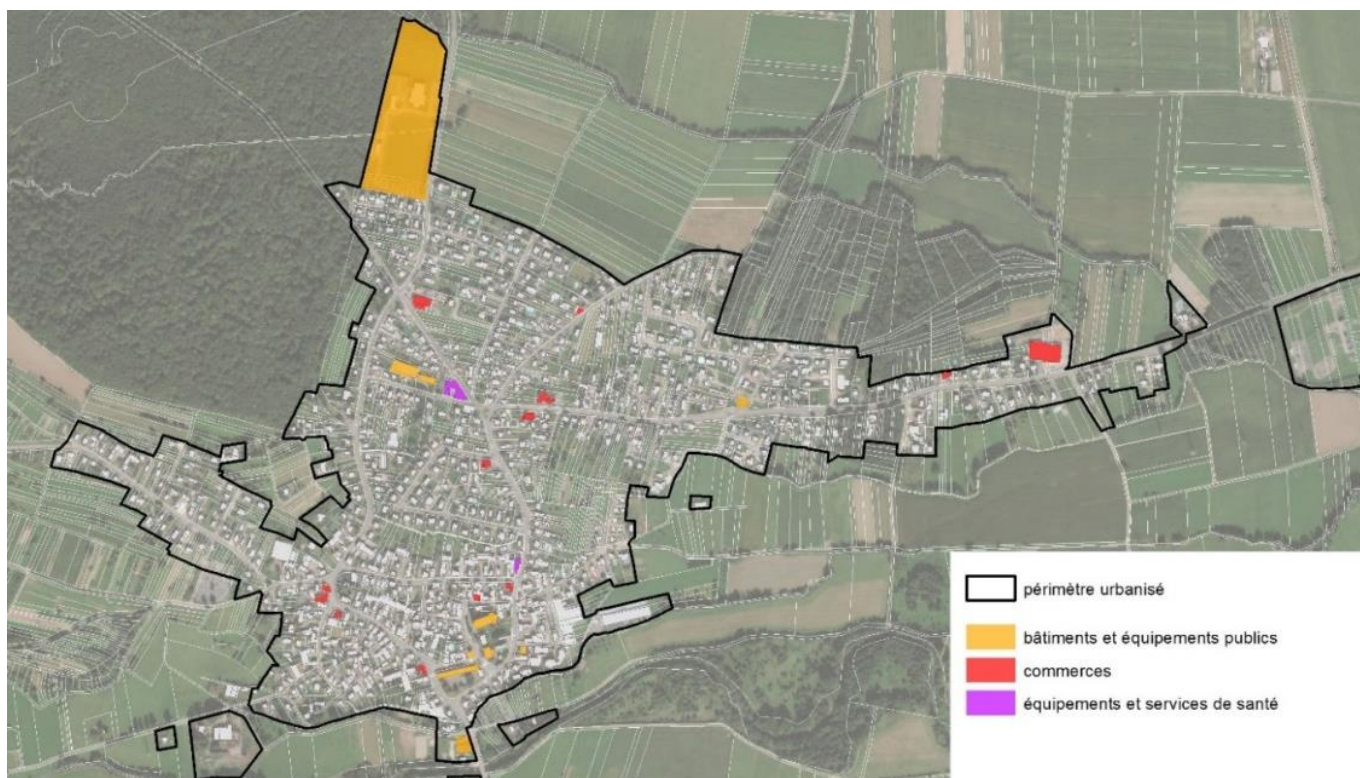 périmètre urbanisé
bâtiments et équipements publics
commerces
équipements et services de santé